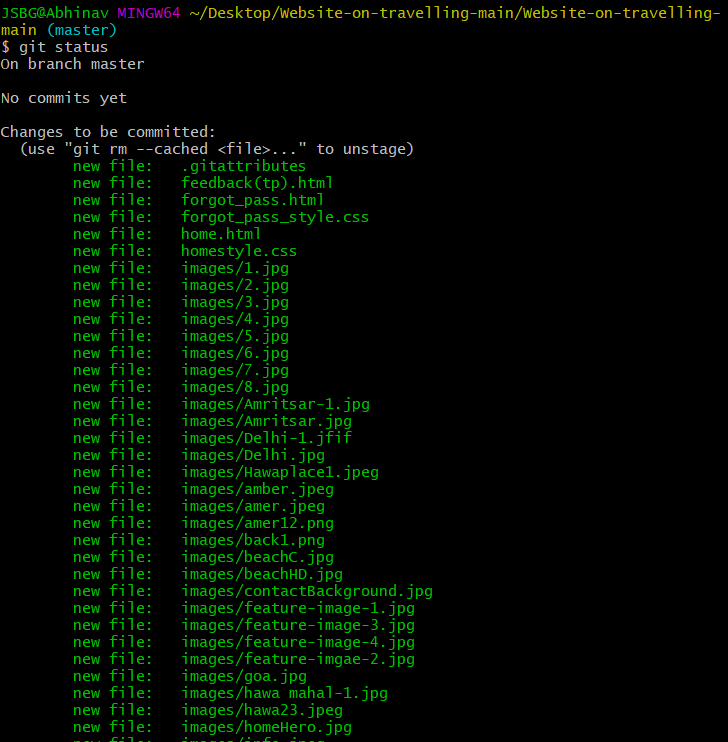 JSBG@Abhinav MINGW64 ~/Desktop/Website-on-travelling-main/Website-on-travelling-
main (master)
$ git status
On branch master
No commits yet
Changes to be committed:
(use "git rm --cached <file>..." to unstage)
new file: .gitattributes
new file: feedback(tp).html
new file: forgot_pass.html
new file: forgot_pass_style.css
new file: home.html
new file: homestyle.css
new file: images/1.jpg
new file: images/2.jpg
new file: images/3.jpg
new file: images/4.jpg
new file: images/5.jpg
new file: images/6.jpg
new file: images/7.jpg
new file: images/8.jpg
new file: images/Amritsar-1.jpg
new file: images/Amritsar.jpg
new file: images/Delhi-1.jfif
new file: images/Delhi.jpg
new file: images/Hawaplace1.jpeg
new file: images/amber.jpeg
new file: images/amer.jpeg
new file: images/amer12.png
new file: images/back1.png
new file: images/beachC.jpg
new file: images/beachHD.jpg
new file: images/contactBackground.jpg
new file: images/feature-image-1.jpg
new file: images/feature-image-3.jpg
new file: images/feature-image-4.jpg
new file: images/feature-imgae-2.jpg
new file: images/goa.jpg
new file: images/hawa mahal-1.jpg
new file: images/hawa23.jpeg
new file: images/homeHero.jpg